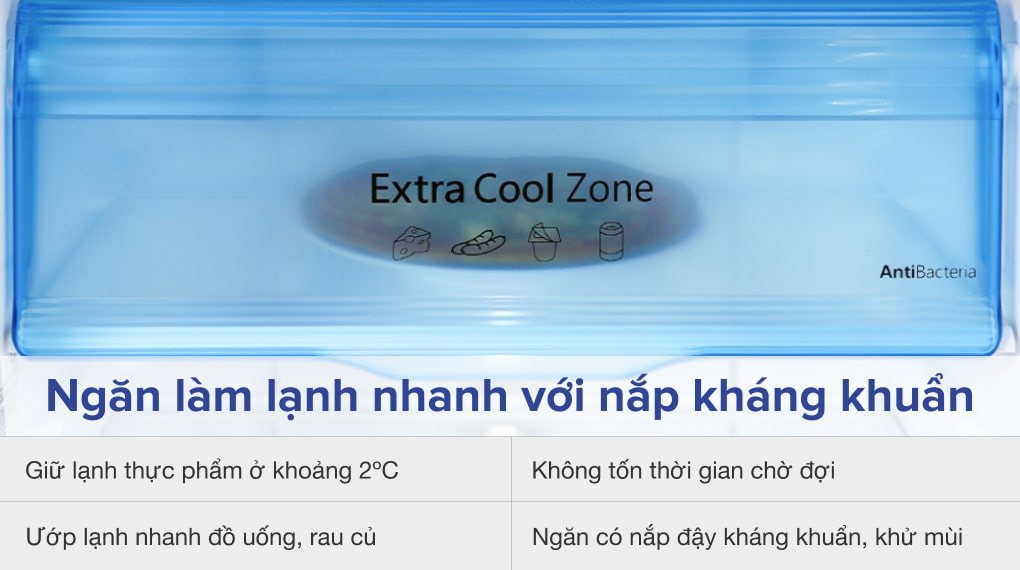 Extra Cool Zone
AntiBacteria
Ngăn làm lạnh nhanh với nắp kháng khuẩn
Giữ lạnh thực phẩm ở khoảng 2ºC
Không tốn thời gian chờ đợi
Ướp lạnh nhanh đồ uống, rau củ
Ngăn có nắp đậy kháng khuẩn, khử mùi